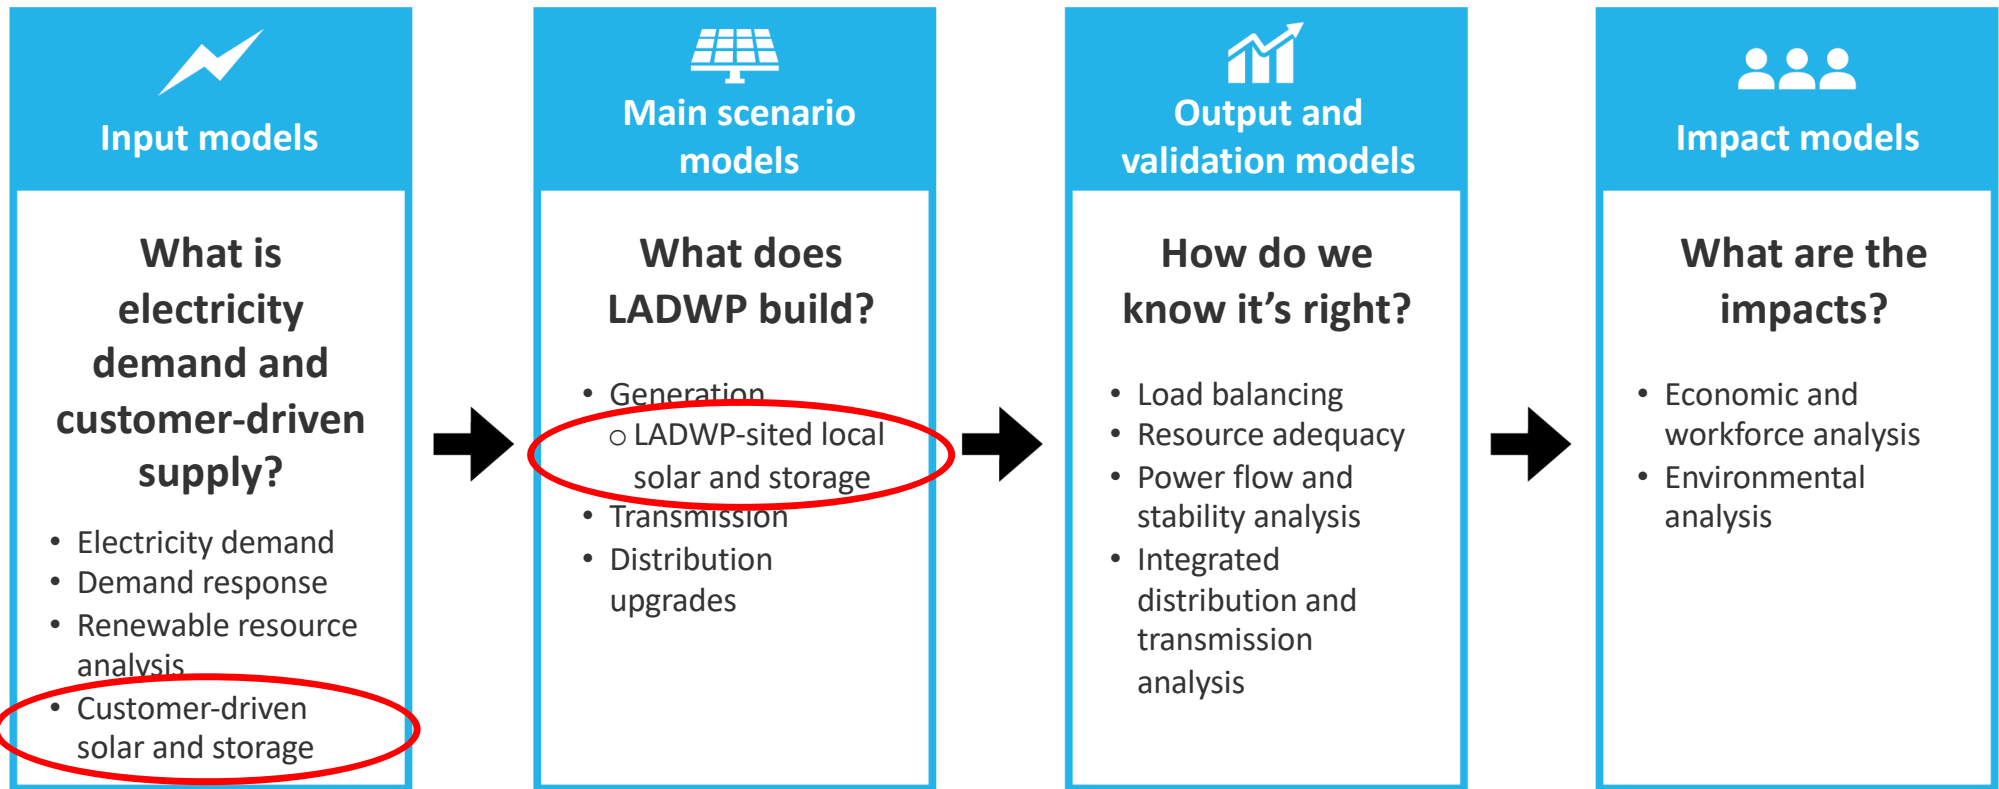 Input models
What is
electricity
demand and
customer-driven
supply?
• Electricity demand
• Demand response
• Renewable resource
analysis
• Customer-driven
solar and storage
Main scenario
models
What does
LADWP build?
• Generation
○ LADWP-sited local
solar and storage
• Transmission
• Distribution
upgrades
Output and
validation models
How do we
know it’s right?
• Load balancing
• Resource adequacy
• Power flow and
stability analysis
• Integrated
distribution and
transmission
analysis
Impact models
What are the
impacts?
• Economic and
workforce analysis
• Environmental
analysis